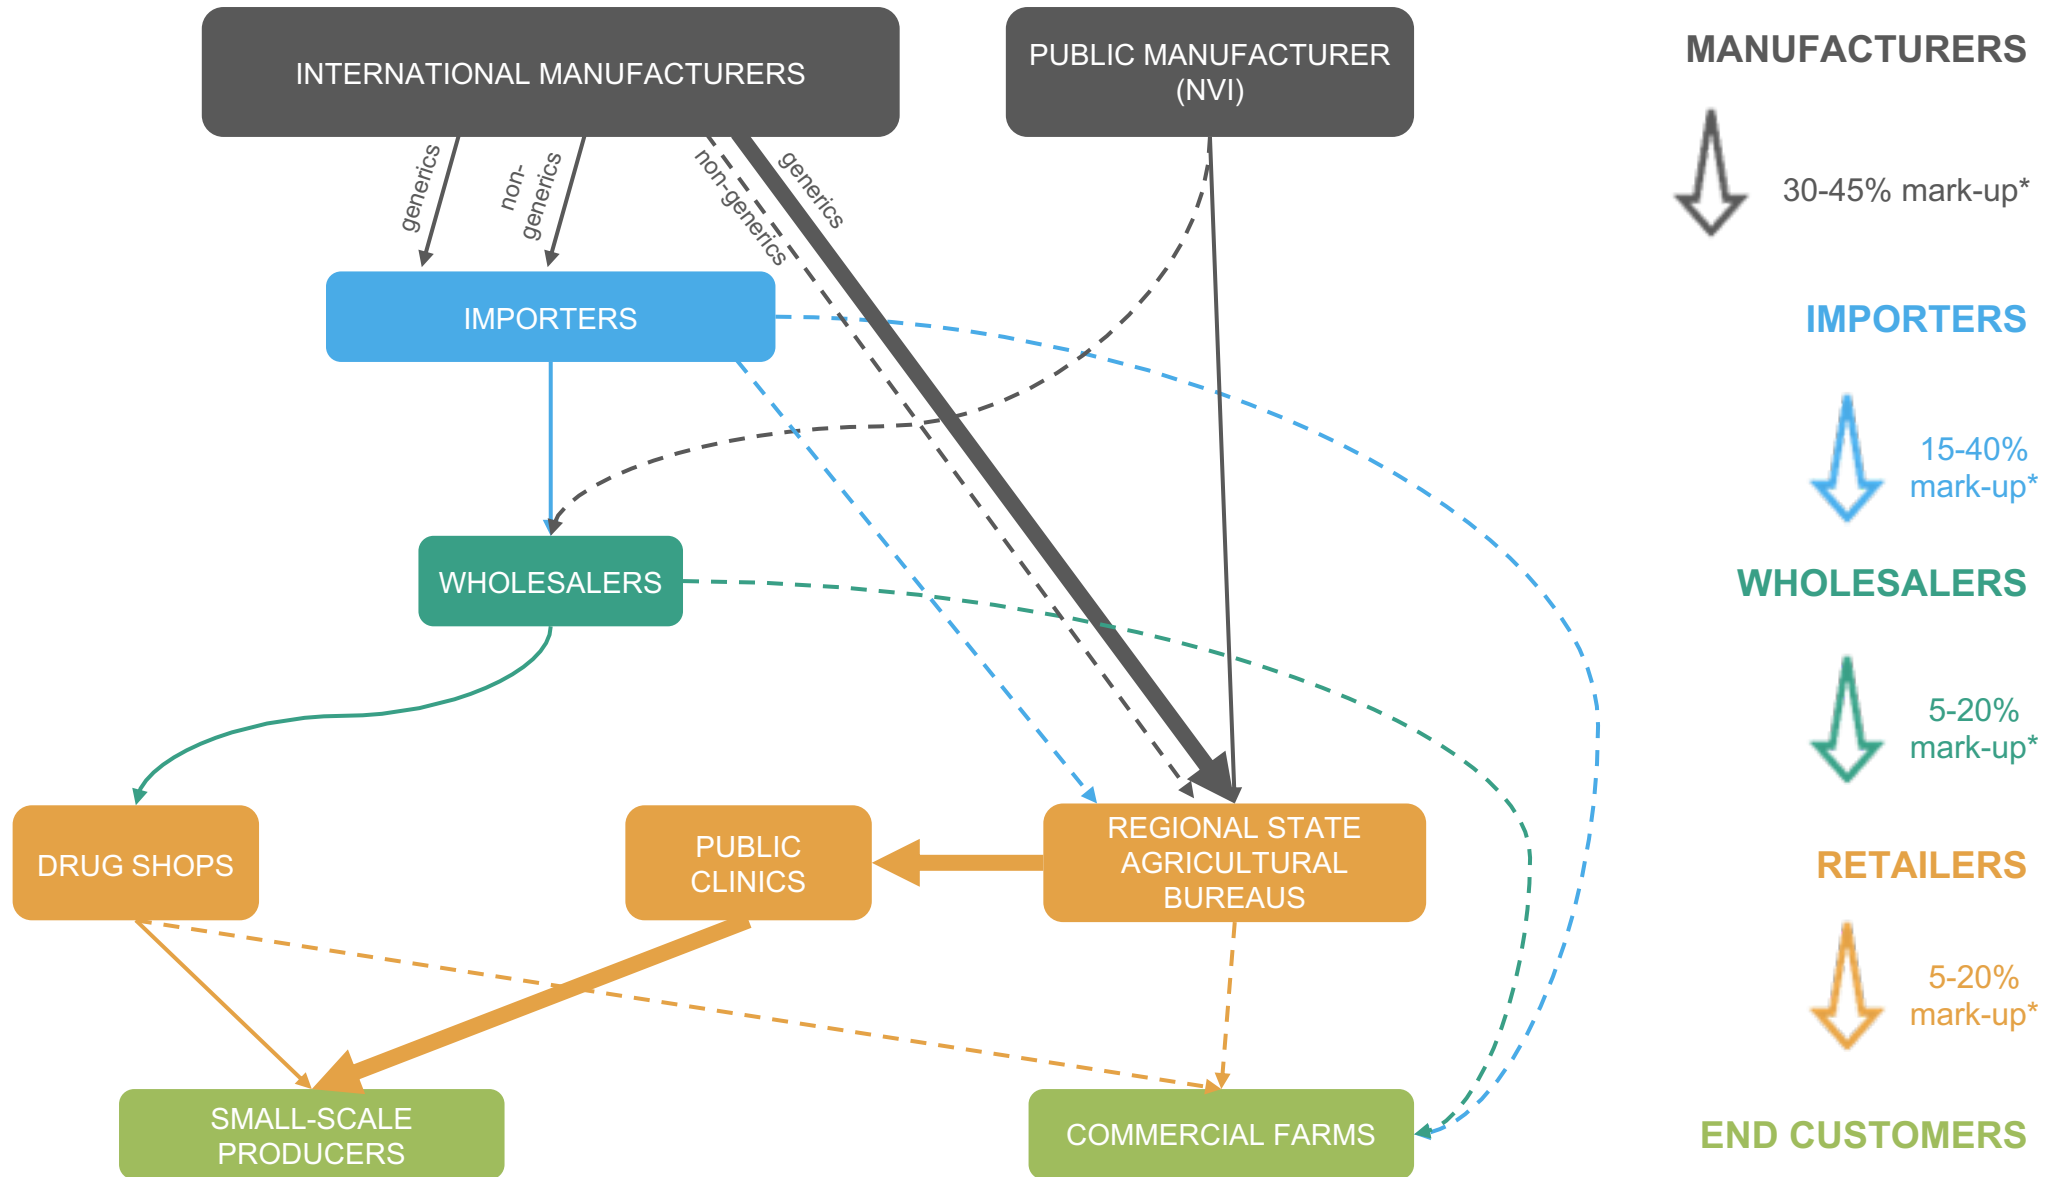 INTERNATIONAL MANUFACTURERS
PUBLIC MANUFACTURER
(NVI)
MANUFACTURERS
generics
non-
generics
non-generics
generics
30-45% mark-up*
IMPORTERS
IMPORTERS
15-40%
mark-up*
WHOLESALERS
WHOLESALERS
5-20%
mark-up*
DRUG SHOPS
PUBLIC
CLINICS
REGIONAL STATE
AGRICULTURAL
BUREAUS
RETAILERS
5-20%
mark-up*
SMALL-SCALE
PRODUCERS
COMMERCIAL FARMS
END CUSTOMERS